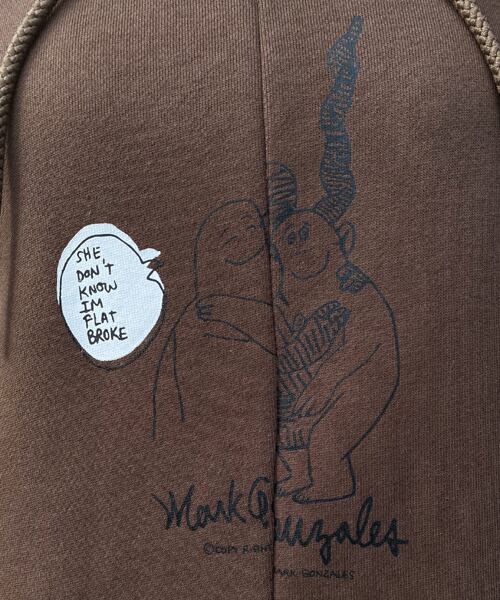 SHE
DON'T
KNOW
IM
FLAT
BROKE
Mark Gonzales
©COPY RIGHT
MARK GONZALES